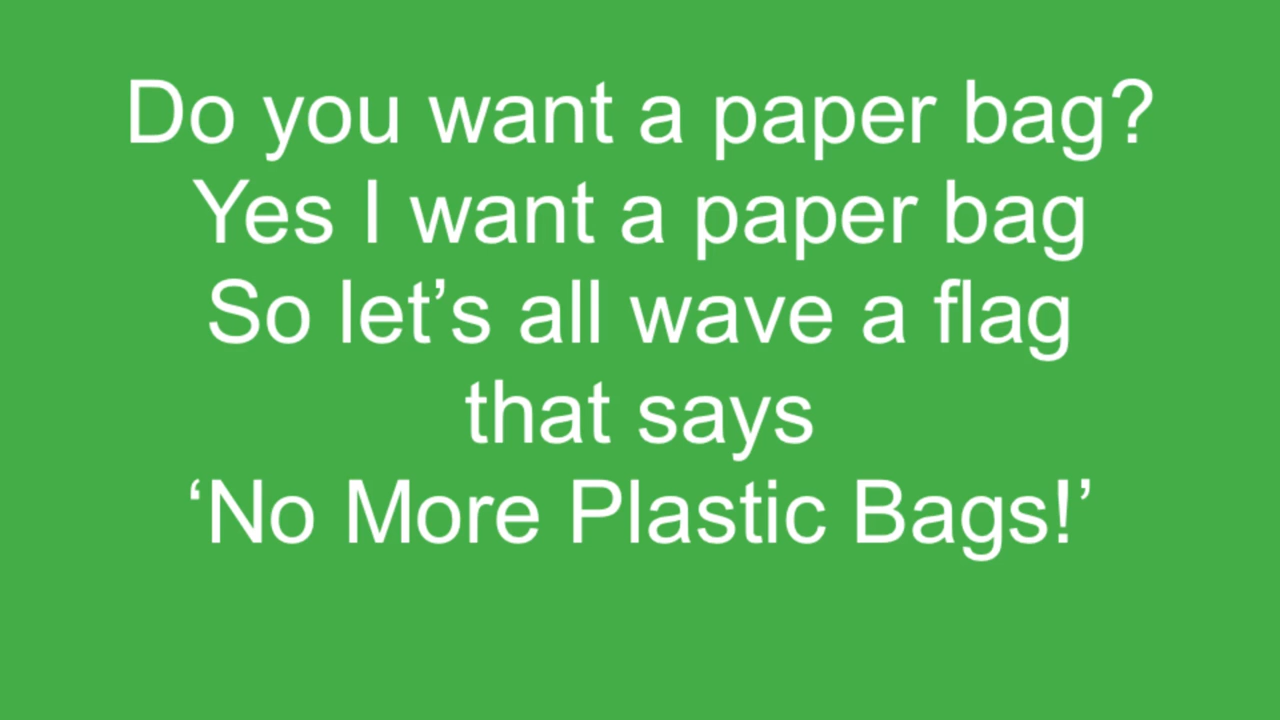 Do you want a paper bag?
Yes I want a paper bag
So let’s all wave a flag
that says
‘No More Plastic Bags!’